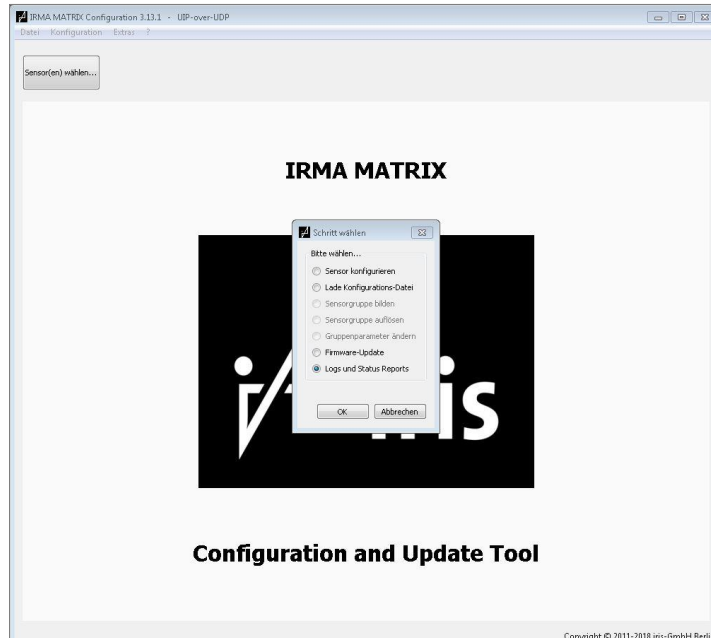 IRMA MATRIX Configuration 3.13.1 - UIP-over-UDP
Datei Konfiguration Extras ?
Sensor(en) wählen...
IRMA MATRIX
Schritt wählen
Bitte wählen...
Sensor konfigurieren
Lade Konfigurations-Datei
Sensorgruppe bilden
Sensorgruppe auflösen
Gruppenparameter ändern
Firmware-Update
Logs und Status Reports
OK Abbrechen
iris
Configuration and Update Tool
Copyright © 2011-2018 iris-GmbH